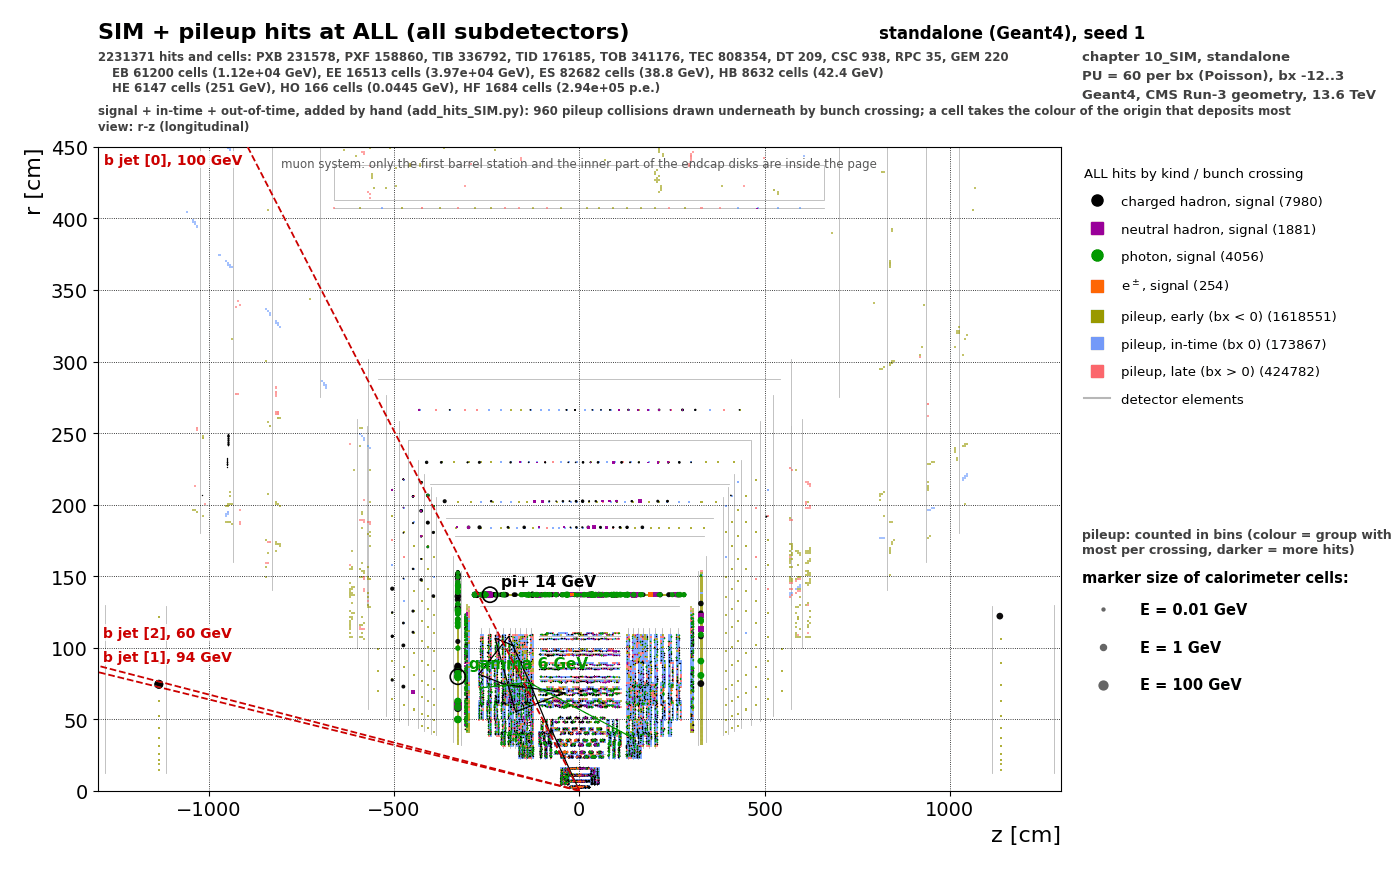 SIM + pileup hits at ALL (all subdetectors)
standalone (Geant4), seed 1
2231371 hits and cells: PXB 231578, PXF 158860, TIB 336792, TID 176185, TOB 341176, TEC 808354, DT 209, CSC 938, RPC 35, GEM 220
EB 61200 cells (1.12e+04 GeV), EE 16513 cells (3.97e+04 GeV), ES 82682 cells (38.8 GeV), HB 8632 cells (42.4 GeV)
HE 6147 cells (251 GeV), HO 166 cells (0.0445 GeV), HF 1684 cells (2.94e+05 p.e.)
chapter 10_SIM, standalone
PU = 60 per bx (Poisson), bx -12..3
Geant4, CMS Run-3 geometry, 13.6 TeV
signal + in-time + out-of-time, added by hand (add_hits_SIM.py): 960 pileup collisions drawn underneath by bunch crossing; a cell takes the colour of the origin that deposits most
view: r-z (longitudinal)
r [cm]
450
400
350
300
250
200
150
100
50
0
b jet [0], 100 GeV
muon system: only the first barrel station and the inner part of the endcap disks are inside the page
pi+ 14 GeV
gamma 6 GeV
b jet [2], 60 GeV
b jet [1], 94 GeV
−1000
−500
0
500
1000
z [cm]
ALL hits by kind / bunch crossing
charged hadron, signal (7980)
neutral hadron, signal (1881)
photon, signal (4056)
e±, signal (254)
pileup, early (bx < 0) (1618551)
pileup, in-time (bx 0) (173867)
pileup, late (bx > 0) (424782)
detector elements
pileup: counted in bins (colour = group with
most per crossing, darker = more hits)
marker size of calorimeter cells:
E = 0.01 GeV
E = 1 GeV
E = 100 GeV